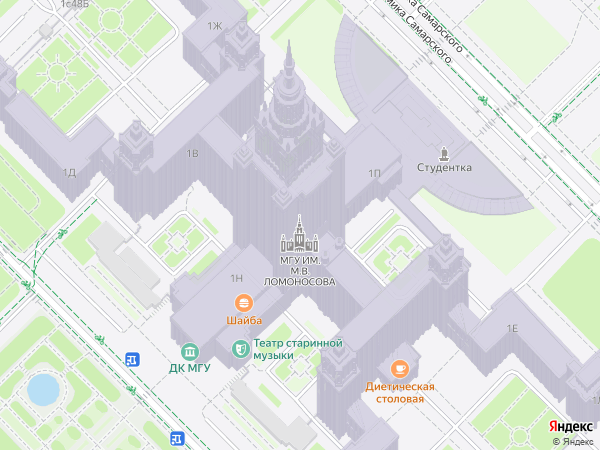 1с48Б
1Ж
ка Самарского
мика Самарского
1В
1Д
1П
Студентка
МГУ ИМ.
М.В.
ЛОМОНОСОВА
1Н
Шайба
Театр старинной
музыки
ДК МГУ
1Е
Диетическая
столовая
Яндекс
© Яндекс